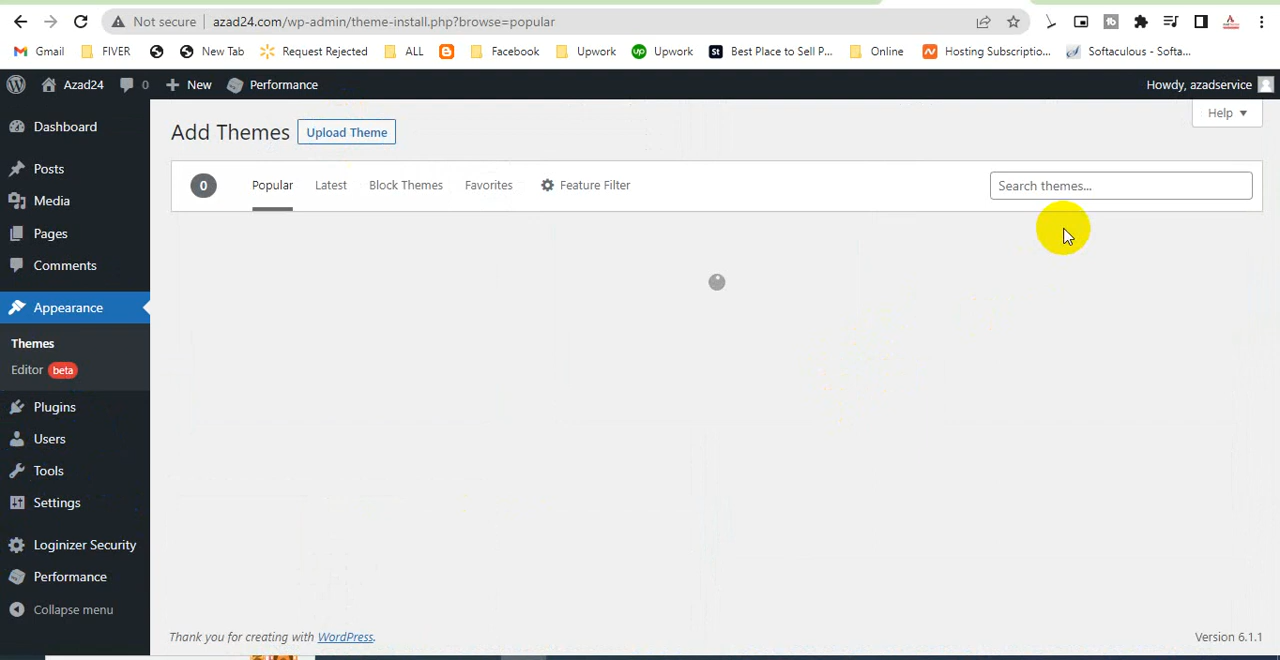 Not secure azad24.com/wp-admin/theme-install.php?browse=popular
Gmail FIVER New Tab Request Rejected ALL Facebook Upwork up Upwork St Best Place to Sell P... Online Hosting Subscriptio... Softaculous - Softa...
Azad24 0 New Performance Howdy, azadservice
Help
Dashboard
Add Themes Upload Theme
Posts
0 Popular Latest Block Themes Favorites Feature Filter Search themes...
Media
Pages
Comments
Appearance
Themes
Editor beta
Plugins
Users
Tools
Settings
Loginizer Security
Performance
Collapse menu
Thank you for creating with WordPress. Version 6.1.1